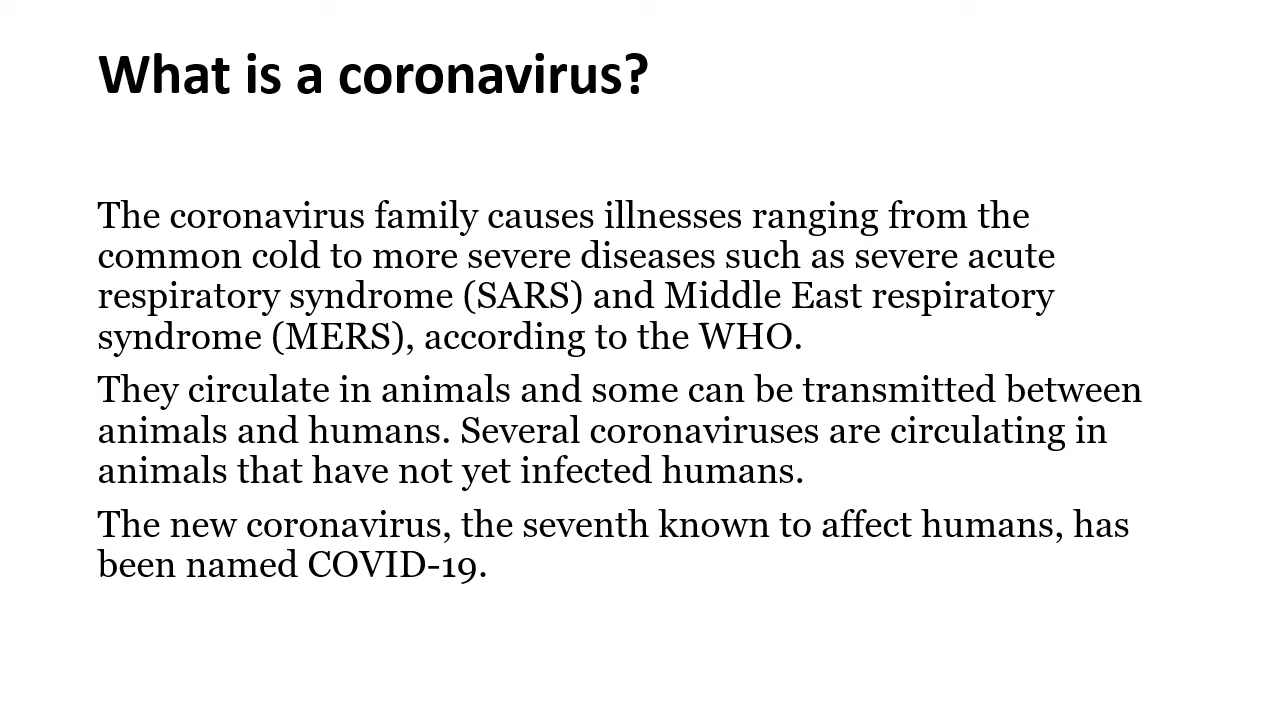 What is a coronavirus?
The coronavirus family causes illnesses ranging from the
common cold to more severe diseases such as severe acute
respiratory syndrome (SARS) and Middle East respiratory
syndrome (MERS), according to the WHO.
They circulate in animals and some can be transmitted between
animals and humans. Several coronaviruses are circulating in
animals that have not yet infected humans.
The new coronavirus, the seventh known to affect humans, has
been named COVID-19.